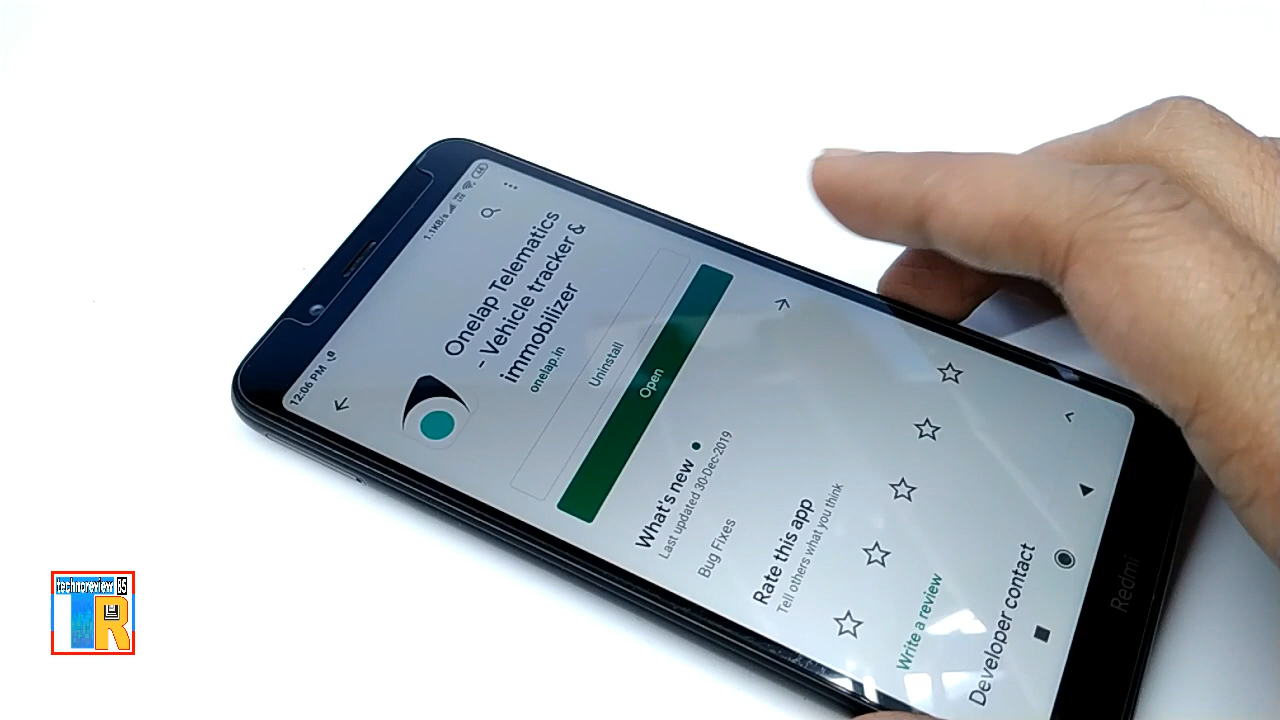 12:06 PM
1.1KB/s
Onelap Telematics
- Vehicle tracker &
immobilizer
onelap.in
Uninstall
Open
What's new
Last updated 30-Dec-2019
Bug Fixes
Rate this app
Tell others what you think
Write a review
Developer contact
Redmi
technoreview 85
TR